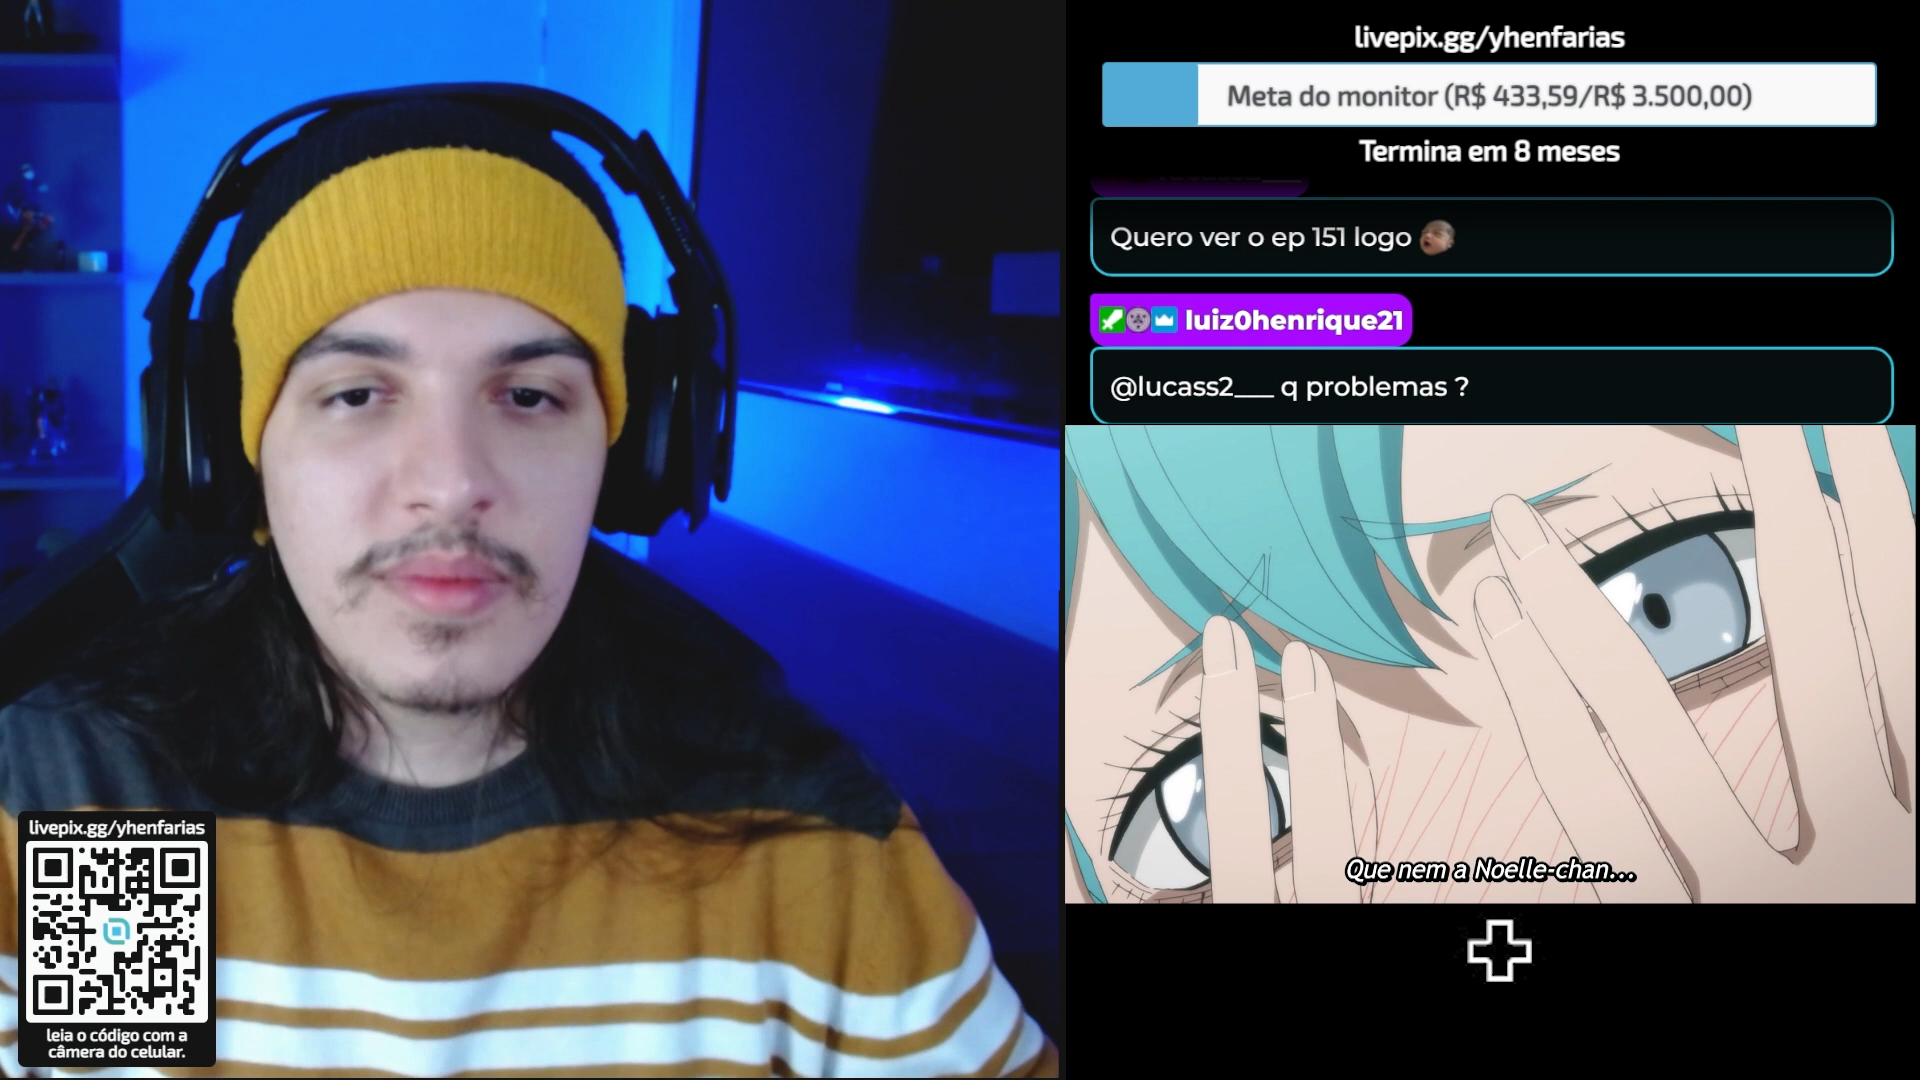 livepix.gg/yhenfarias
Meta do monitor (R$ 433,59/R$ 3.500,00)
Termina em 8 meses
Quero ver o ep 151 logo
luiz0henrique21
@lucass2___ q problemas ?
Que nem a Noelle-chan...
livepix.gg/yhenfarias
leia o código com a
câmera do celular.